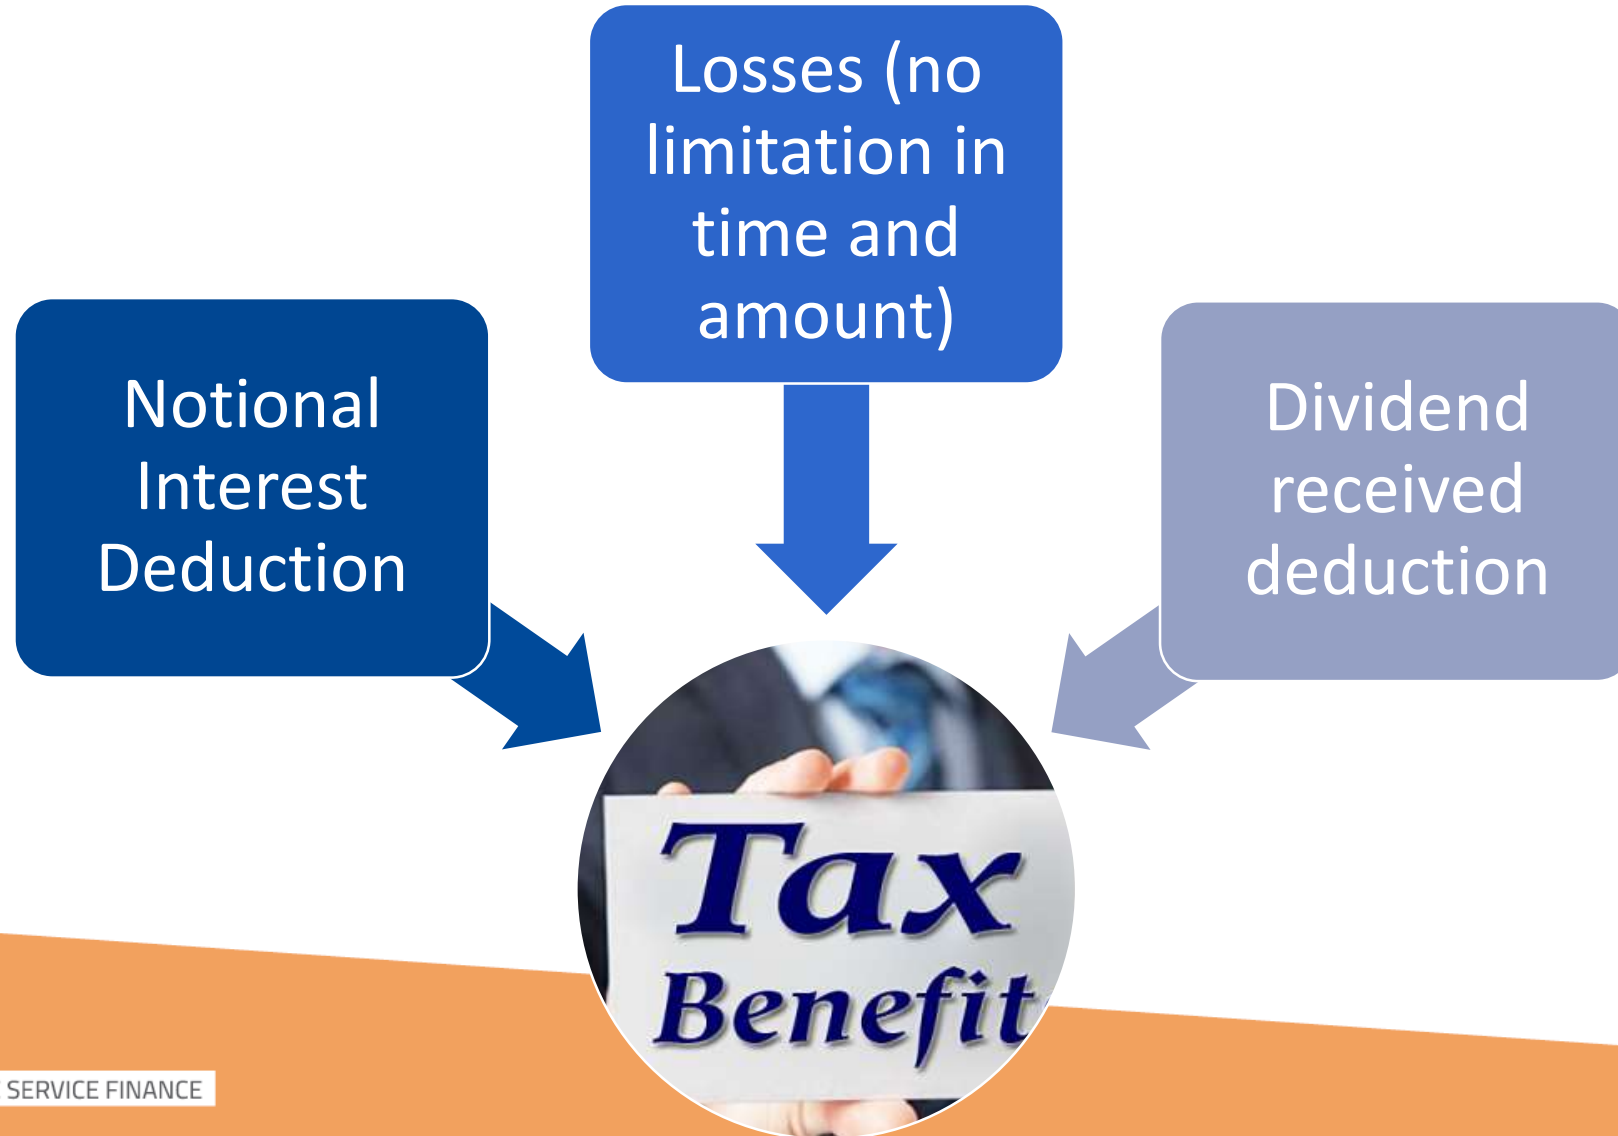 Losses (no
limitation in
time and
amount)
Notional
Interest
Deduction
Dividend
received
deduction
Tax
Benefit
SERVICE FINANCE